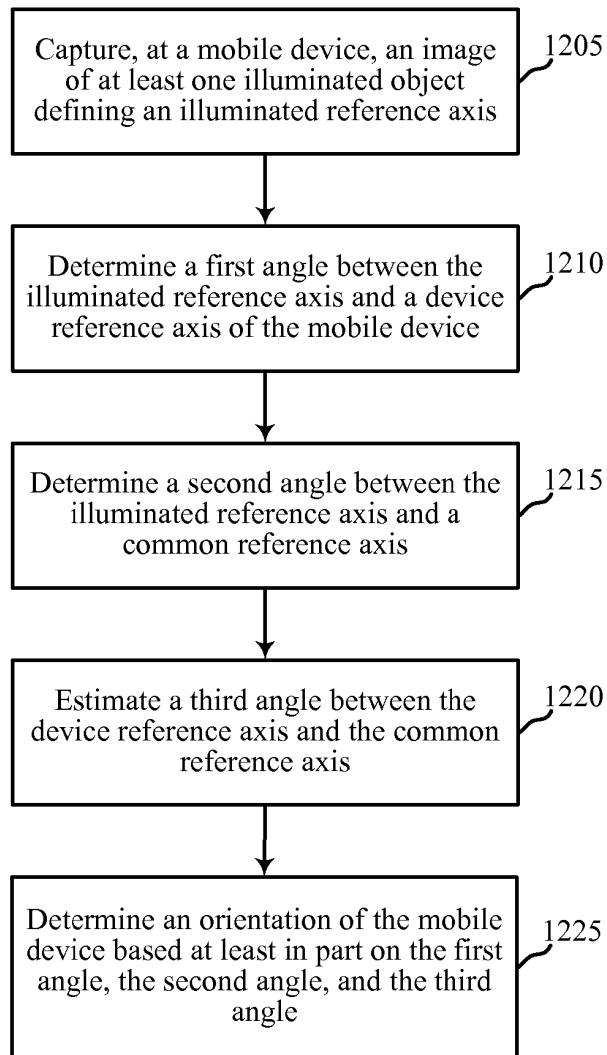 Capture, at a mobile device, an image
of at least one illuminated object
defining an illuminated reference axis
1205
Determine a first angle between the
illuminated reference axis and a device
reference axis of the mobile device
1210
Determine a second angle between the
illuminated reference axis and a
common reference axis
1215
Estimate a third angle between the
device reference axis and the common
reference axis
1220
Determine an orientation of the mobile
device based at least in part on the first
angle, the second angle, and the third
angle
1225